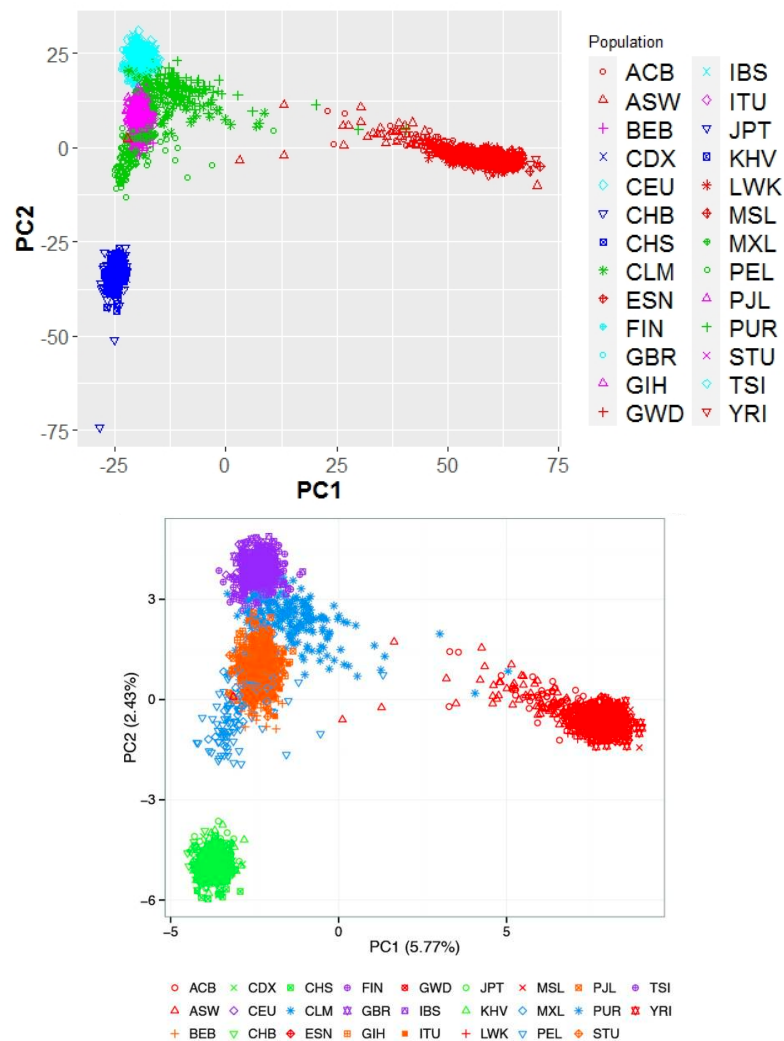 Population
ACB IBS
ASW ITU
BEB JPT
CDX KHV
CEU LWK
CHB MSL
CHS MXL
CLM PEL
ESN PJL
FIN PUR
GBR STU
GIH TSI
GWD YRI
PC2
25
0
-25
-50
-75
-25 0 25 50 75
PC1
PC2 (2.43%)
3
0
-3
-6
-5 0 5
PC1 (5.77%)
ACB CDX CHS FIN GWD JPT MSL PJL TSI
ASW CEU CLM GBR IBS KHV MXL PUR YRI
BEB CHB ESN GIH ITU LWK PEL STU